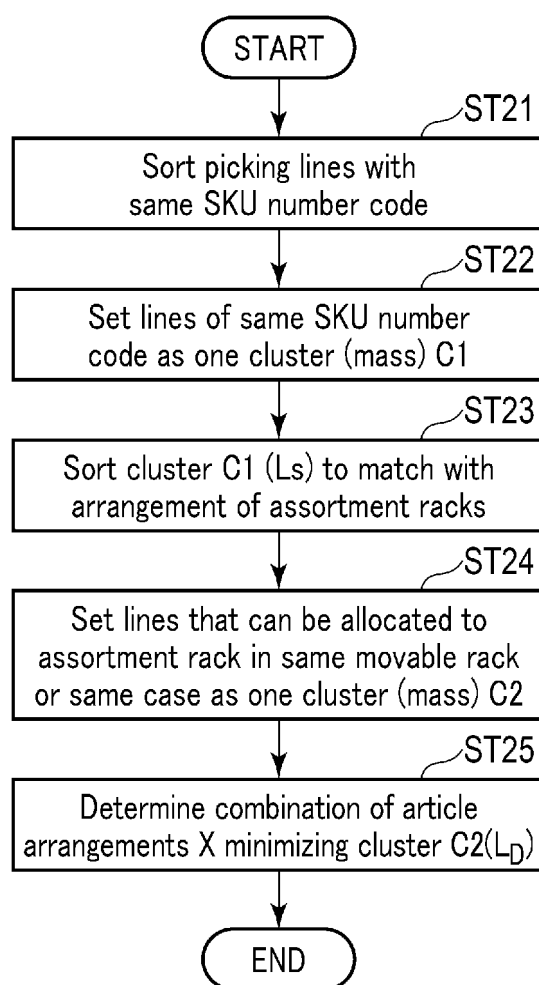 START
ST21
Sort picking lines with
same SKU number code
ST22
Set lines of same SKU number
code as one cluster (mass) C1
ST23
Sort cluster C1 (Ls) to match with
arrangement of assortment racks
ST24
Set lines that can be allocated to
assortment rack in same movable rack
or same case as one cluster (mass) C2
ST25
Determine combination of article
arrangements X minimizing cluster C2(LD)
END